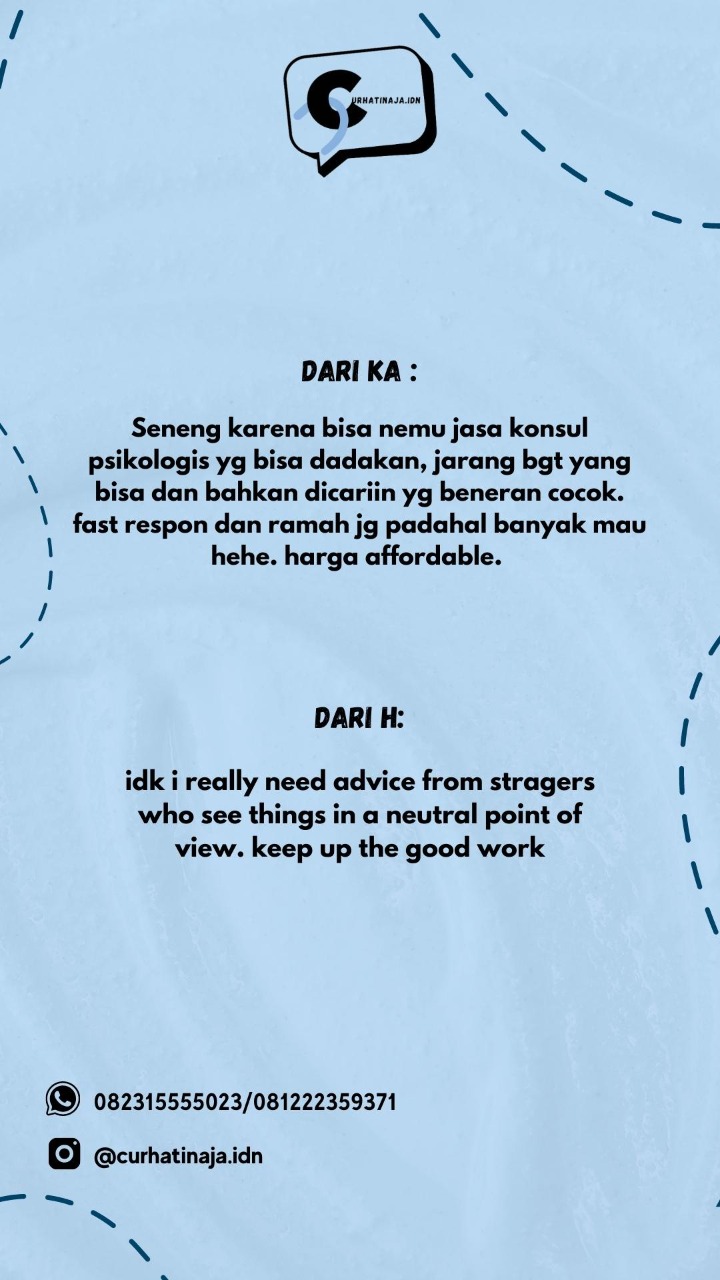 CURHATINAJA.IDN
DARI KA :
Seneng karena bisa nemu jasa konsul
psikologis yg bisa dadakan, jarang bgt yang
bisa dan bahkan dicariin yg beneran cocok.
fast respon dan ramah jg padahal banyak mau
hehe. harga affordable.
DARI H:
idk i really need advice from stragers
who see things in a neutral point of
view. keep up the good work
082315555023/081222359371
@curhatinaja.idn